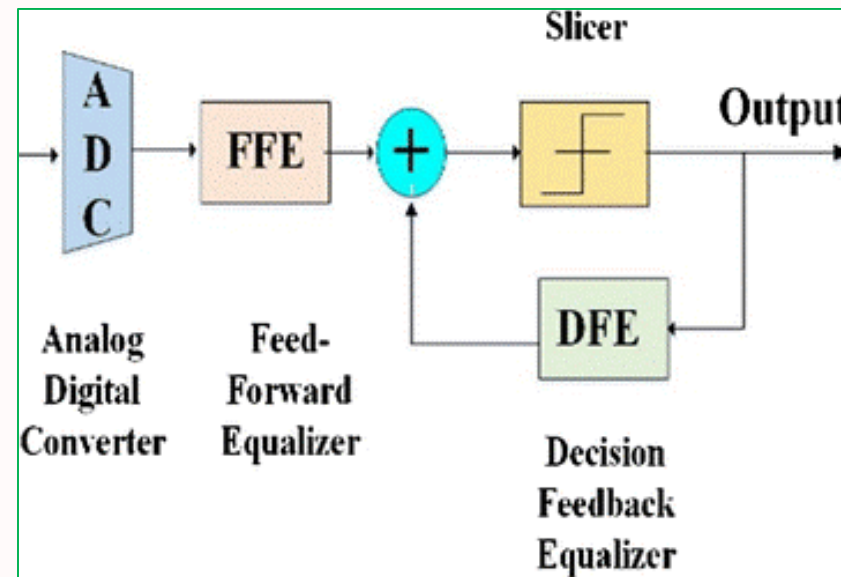 Slicer
A
D
C
FFE
+
Output
DFE
Analog
Digital
Converter
Feed-
Forward
Equalizer
Decision
Feedback
Equalizer